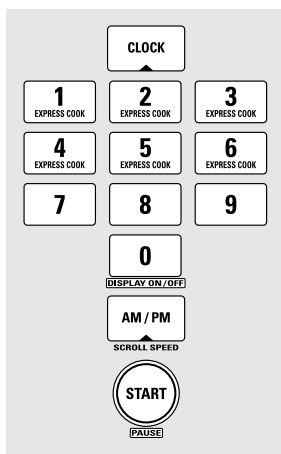 CLOCK
1 2 3
EXPRESS COOK EXPRESS COOK EXPRESS COOK
4 5 6
EXPRESS COOK EXPRESS COOK EXPRESS COOK
7 8 9
0
DISPLAY ON/OFF
AM / PM
SCROLL SPEED
START
PAUSE